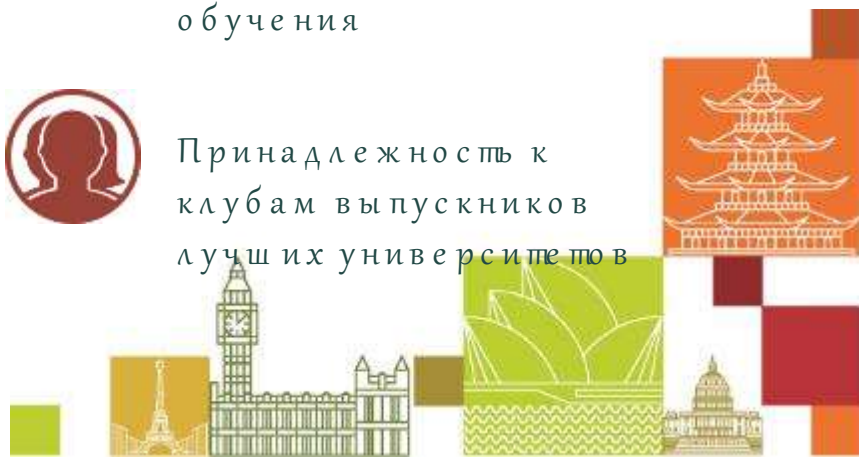 обучения
Принадлежность к
клубам выпускников
лучших университетов